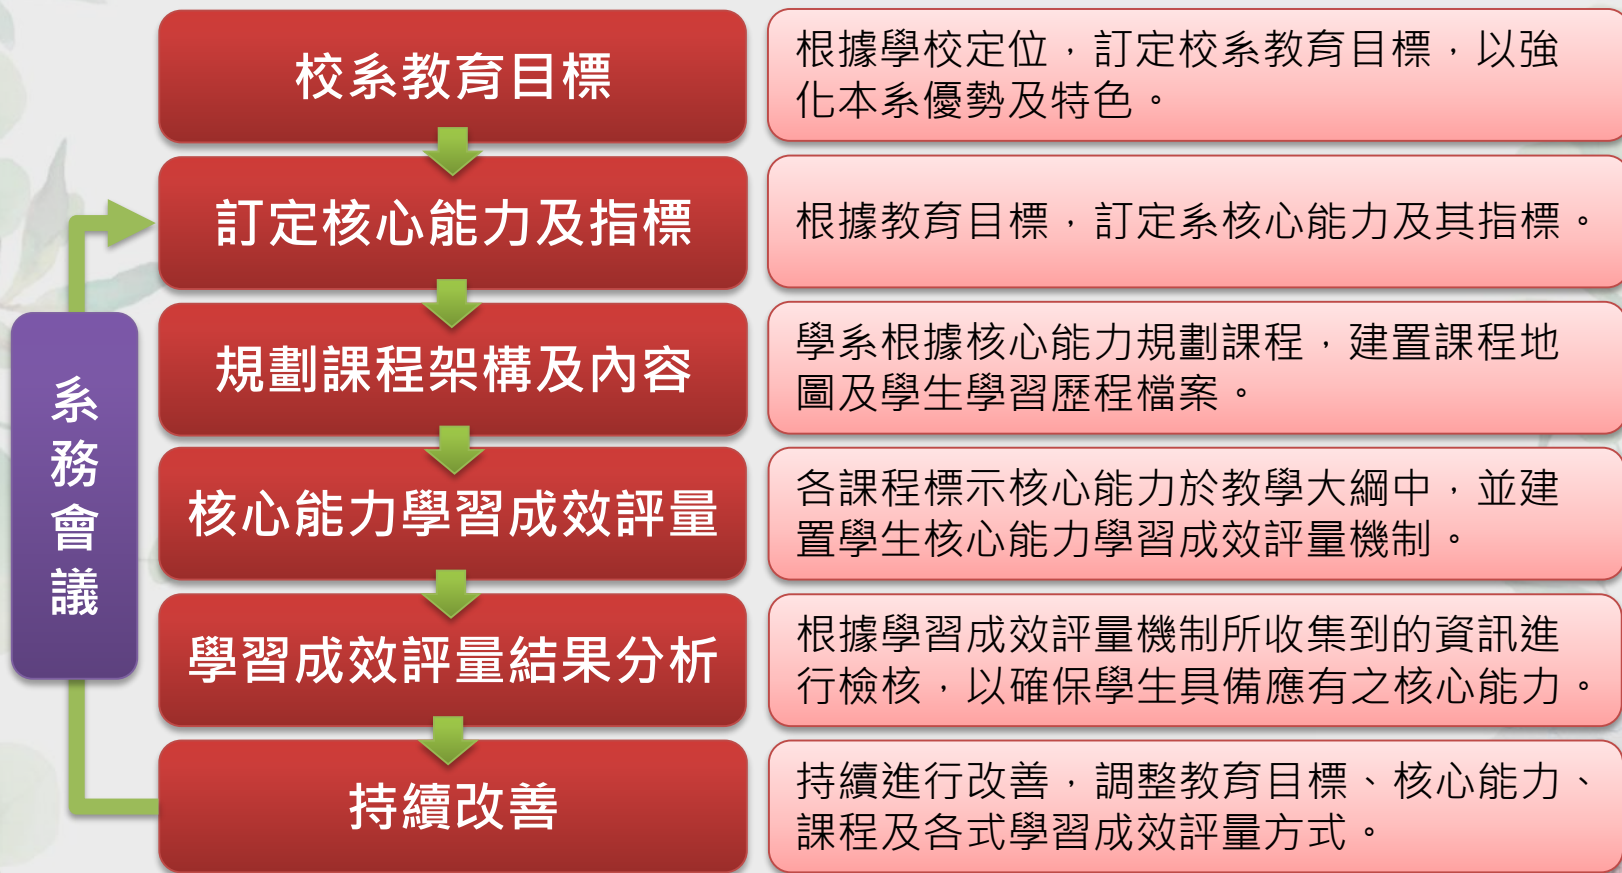 校系教育目標
根據學校定位，訂定校系教育目標，以強
化本系優勢及特色。
訂定核心能力及指標
根據教育目標，訂定系核心能力及其指標。
規劃課程架構及內容
學系根據核心能力規劃課程，建置課程地
圖及學生學習歷程檔案。
系務會議
核心能力學習成效評量
各課程標示核心能力於教學大綱中，並建
置學生核心能力學習成效評量機制。
學習成效評量結果分析
根據學習成效評量機制所收集到的資訊進
行檢核，以確保學生具備應有之核心能力。
持續改善
持續進行改善，調整教育目標、核心能力、
課程及各式學習成效評量方式。